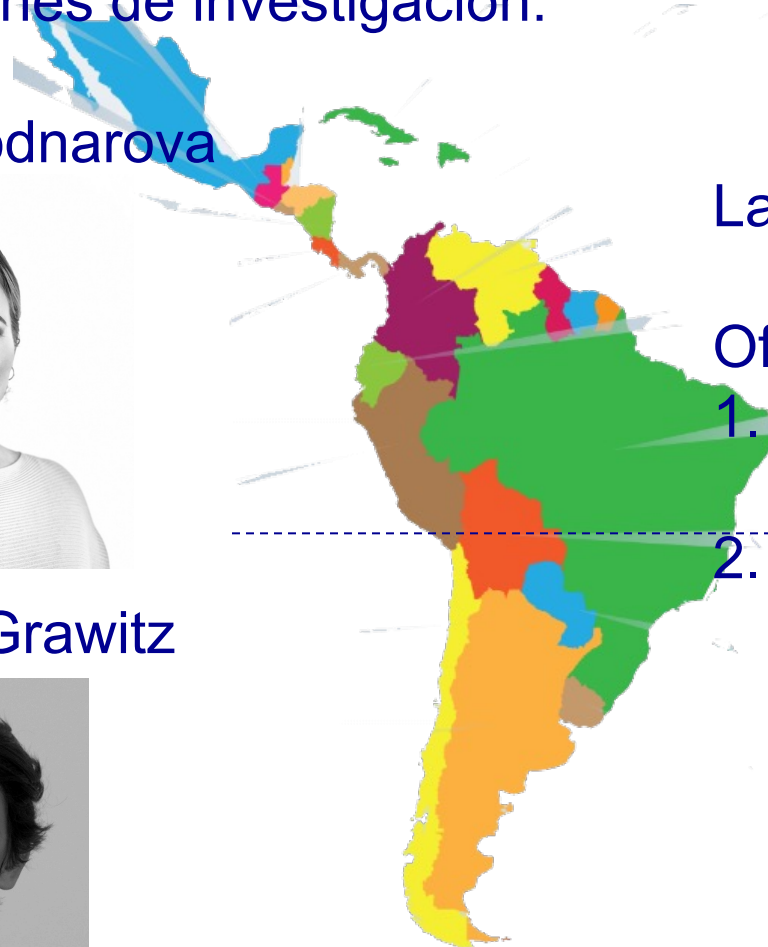 nes de investigación.
odnarova
La
Of
1.
2.
Grawitz